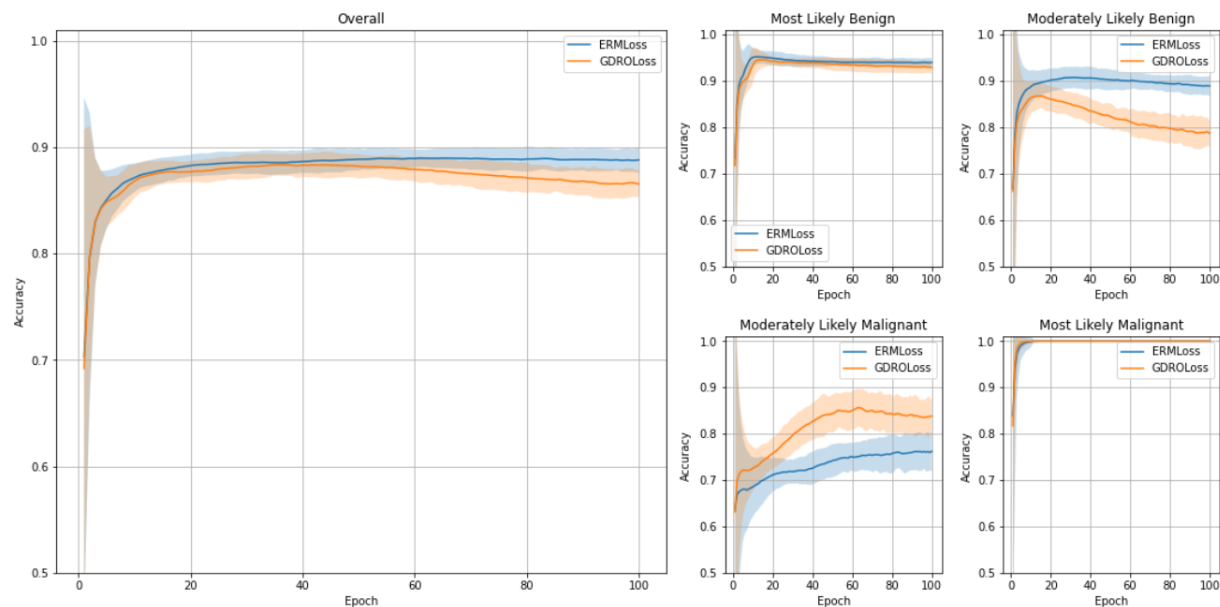 Overall
Accuracy
1.0
0.9
0.8
0.7
0.6
0.5
ERMLoss
GDROLoss
0 20 40 60 80 100
Epoch
Most Likely Benign
Accuracy
1.0
0.9
0.8
0.7
0.6
0.5
ERMLoss
GDROLoss
0 20 40 60 80 100
Epoch
Moderately Likely Benign
Accuracy
1.0
0.9
0.8
0.7
0.6
0.5
ERMLoss
GDROLoss
0 20 40 60 80 100
Epoch
Moderately Likely Malignant
Accuracy
1.0
0.9
0.8
0.7
0.6
0.5
ERMLoss
GDROLoss
0 20 40 60 80 100
Epoch
Most Likely Malignant
Accuracy
1.0
0.9
0.8
0.7
0.6
0.5
ERMLoss
GDROLoss
0 20 40 60 80 100
Epoch